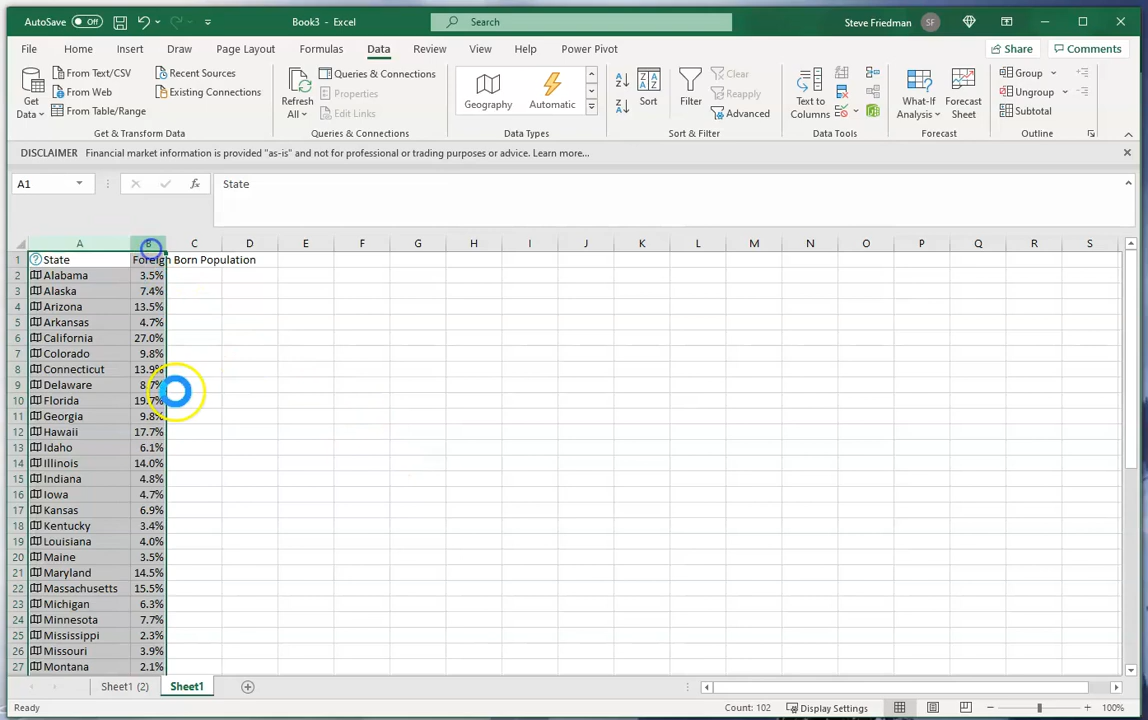 AutoSave Off Book3 - Excel Search Steve Friedman SF
File Home Insert Draw Page Layout Formulas Data Review View Help Power Pivot Share Comments
Get Data
From Text/CSV
From Web
From Table/Range
Recent Sources
Existing Connections
Get & Transform Data
Refresh All
Queries & Connections
Properties
Edit Links
Queries & Connections
Geography Automatic
Data Types
Sort
Filter
Clear
Reapply
Advanced
Sort & Filter
Text to Columns
Data Tools
What-If Analysis
Forecast Sheet
Forecast
Group
Ungroup
Subtotal
Outline
DISCLAIMER Financial market information is provided "as-is" and not for professional or trading purposes or advice. Learn more...
A1 fx State
A B C D E F G H I J K L M N O P Q R S
1 State Foreign Born Population
2 Alabama 3.5%
3 Alaska 7.4%
4 Arizona 13.5%
5 Arkansas 4.7%
6 California 27.0%
7 Colorado 9.8%
8 Connecticut 13.9%
9 Delaware
10 Florida 19.7%
11 Georgia 9.8%
12 Hawaii 17.7%
13 Idaho 6.1%
14 Illinois 14.0%
15 Indiana 4.8%
16 Iowa 4.7%
17 Kansas 6.9%
18 Kentucky 3.4%
19 Louisiana 4.0%
20 Maine 3.5%
21 Maryland 14.5%
22 Massachusetts 15.5%
23 Michigan 6.3%
24 Minnesota 7.7%
25 Mississippi 2.3%
26 Missouri 3.9%
27 Montana 2.1%
Sheet1 (2) Sheet1
Ready Count: 102 Display Settings 100%